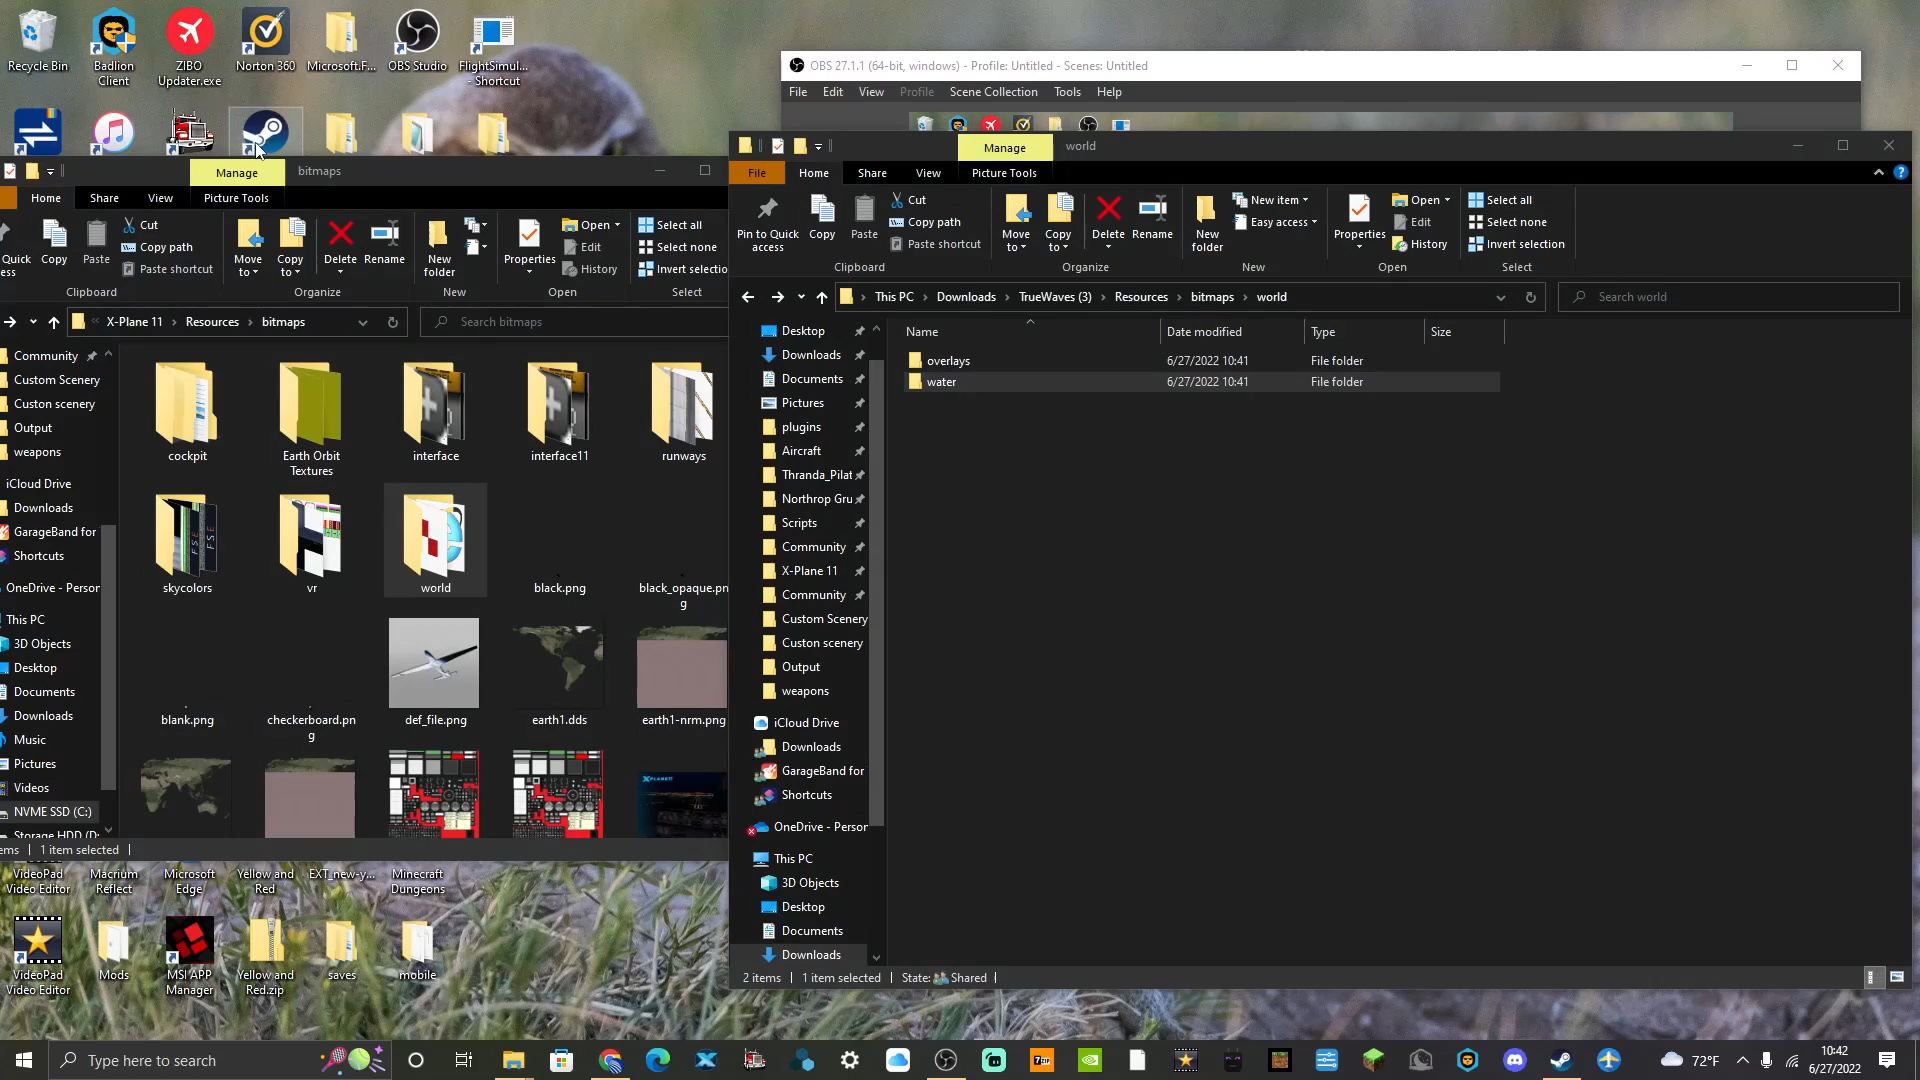 Recycle Bin
Badlion
Client
ZIBO
Updater.exe
Norton 360
Microsoft.F...
OBS Studio
FlightSimul...
- Shortcut
OBS 27.1.1 (64-bit, windows) - Profile: Untitled - Scenes: Untitled
File Edit View Profile Scene Collection Tools Help
Manage bitmaps
Home Share View Picture Tools
Quick
ess
Copy
Paste
Cut
Copy path
Paste shortcut
Clipboard
Move
to
Copy
to
Delete
Rename
Organize
New
folder
New
Properties
Open
Edit
History
Open
Select all
Select none
Invert selectio
Select
« X-Plane 11 › Resources › bitmaps
Search bitmaps
Community
Custom Scenery
Custon scenery
Output
weapons
iCloud Drive
Downloads
GarageBand for
Shortcuts
OneDrive - Person
This PC
3D Objects
Desktop
Documents
Downloads
Music
Pictures
Videos
NVME SSD (C:)
Storage HDD (D:
cockpit
Earth Orbit
Textures
interface
interface11
runways
skycolors
vr
world
black.png
black_opaque.pn
g
blank.png
checkerboard.pn
g
def_file.png
earth1.dds
earth1-nrm.png
FSE
FSE
X-PLANE11
ems 1 item selected
Manage world
File Home Share View Picture Tools
Pin to Quick
access
Copy
Paste
Cut
Copy path
Paste shortcut
Clipboard
Move
to
Copy
to
Delete
Rename
Organize
New
folder
New item
Easy access
New
Properties
Open
Edit
History
Open
Select all
Select none
Invert selection
Select
This PC › Downloads › TrueWaves (3) › Resources › bitmaps › world
Search world
Desktop
Downloads
Documents
Pictures
plugins
Aircraft
Thranda_Pilat
Northrop Gru
Scripts
Community
X-Plane 11
Community
Custom Scenery
Custon scenery
Output
weapons
iCloud Drive
Downloads
GarageBand for
Shortcuts
OneDrive - Person
This PC
3D Objects
Desktop
Documents
Downloads
Name Date modified Type Size
overlays 6/27/2022 10:41 File folder
water 6/27/2022 10:41 File folder
2 items 1 item selected State: Shared
VideoPad
Video Editor
Macrium
Reflect
Microsoft
Edge
Yellow and
Red
EXT_new-y...
Minecraft
Dungeons
VideoPad
Video Editor
Mods
MSI APP
Manager
Yellow and
Red.zip
saves
mobile
Type here to search
7ZIP
72°F
10:42
6/27/2022